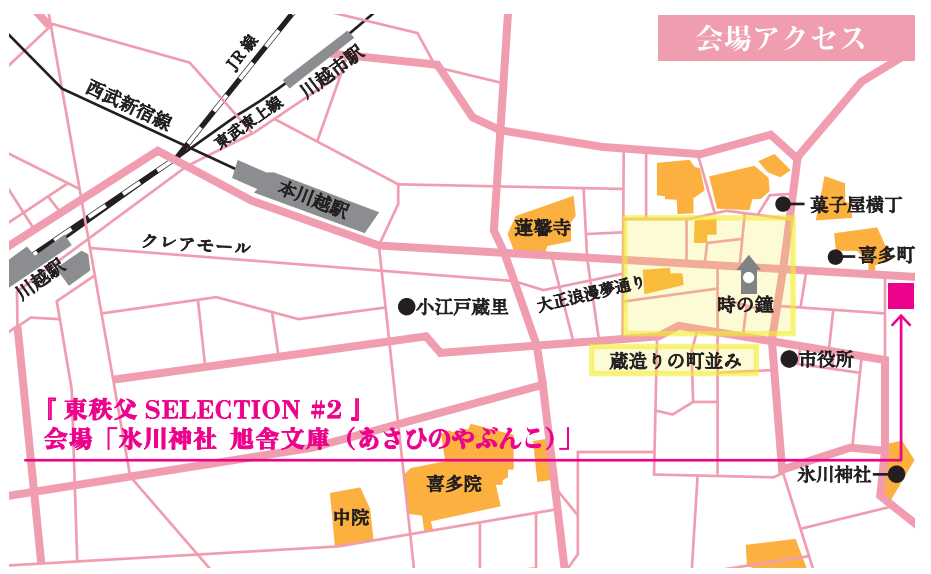 会場アクセス
JR線
川越市駅
西武新宿線
東武東上線
本川越駅
菓子屋横丁
蓮馨寺
クレアモール
喜多町
川越駅
大正浪漫夢通り
時の鐘
小江戸蔵里
蔵造りの町並み
市役所
『東秩父 SELECTION #2 』
会場「氷川神社 旭舎文庫（あさひのやぶんこ）」
氷川神社
喜多院
中院